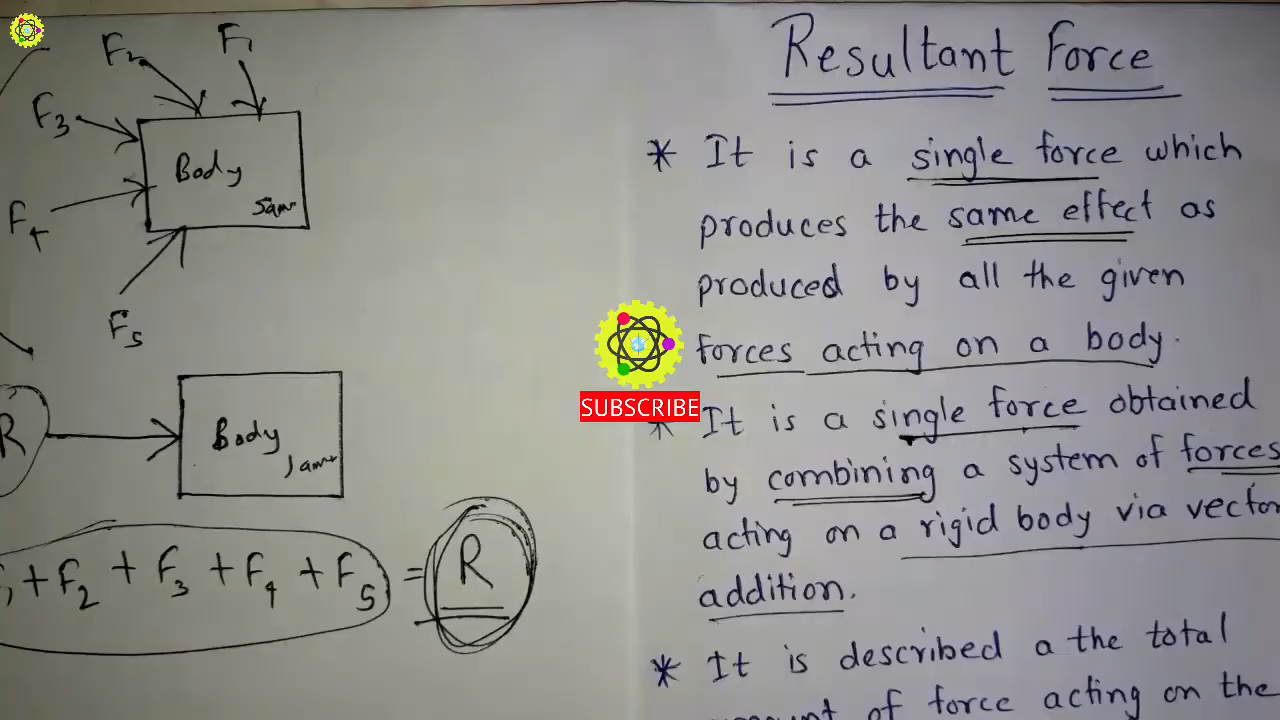 F2
F1
F3
Body
Same
F4
F5
R
Body
Same
+ F2 + F3 + F4 + F5 = R
Resultant Force
* It is a single force which
produces the same effect as
produced by all the given
forces acting on a body.
SUBSCRIBE
* It is a single force obtained
by combining a system of forces
acting on a rigid body via vector
addition.
* It is described a the total
of force acting on the